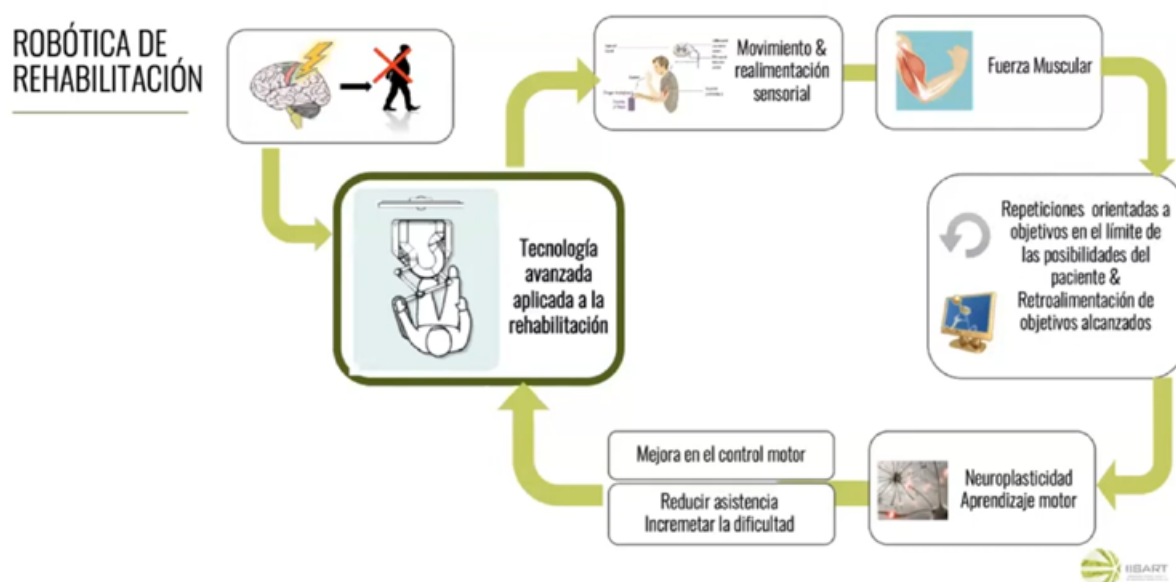 ROBÓTICA DE
REHABILITACIÓN
Movimiento &
realimentación
sensorial
Fuerza Muscular
Tecnología
avanzada
aplicada a la
rehabilitación
Repeticiones orientadas a
objetivos en el límite de
las posibilidades del
paciente &
Retroalimentación de
objetivos alcanzados
Mejora en el control motor
Reducir asistencia
Incremetar la dificultad
Neuroplasticidad
Aprendizaje motor
IIBART